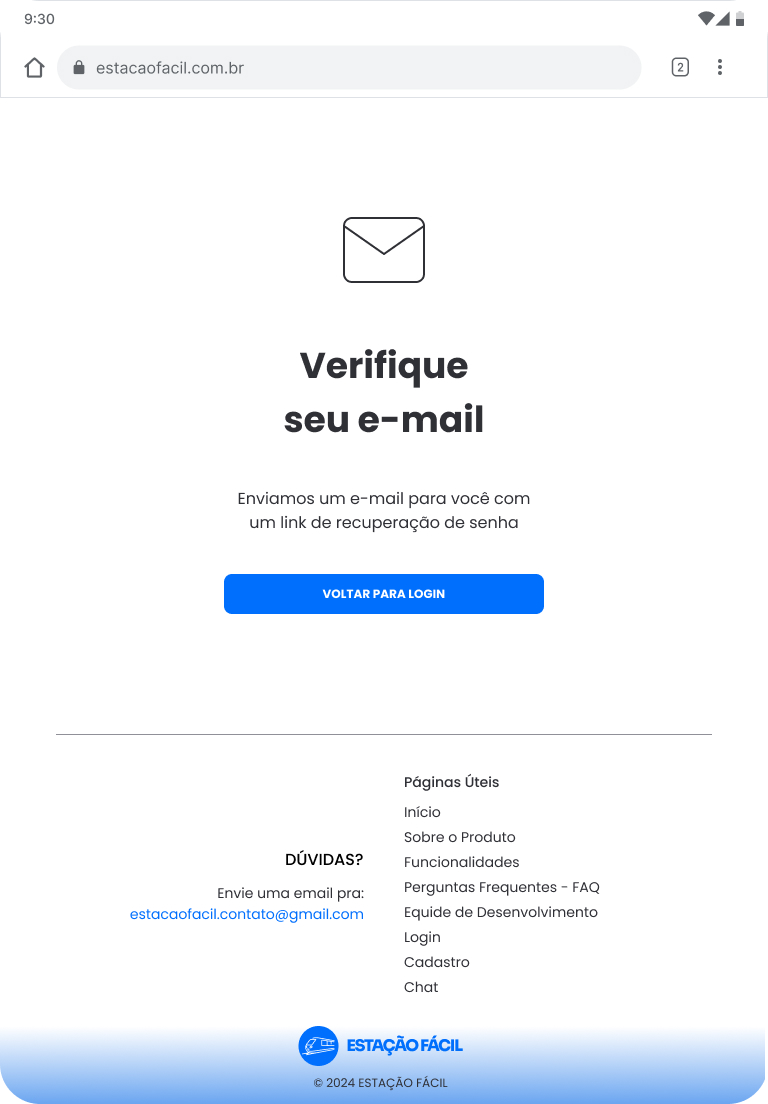 9:30
estacaofacil.com.br
2
Verifique
seu e-mail
Enviamos um e-mail para você com
um link de recuperação de senha
VOLTAR PARA LOGIN
DÚVIDAS?
Envie uma email pra:
estacaofacil.contato@gmail.com
Páginas Úteis
Início
Sobre o Produto
Funcionalidades
Perguntas Frequentes - FAQ
Equide de Desenvolvimento
Login
Cadastro
Chat
ESTAÇÃO FÁCIL
© 2024 ESTAÇÃO FÁCIL